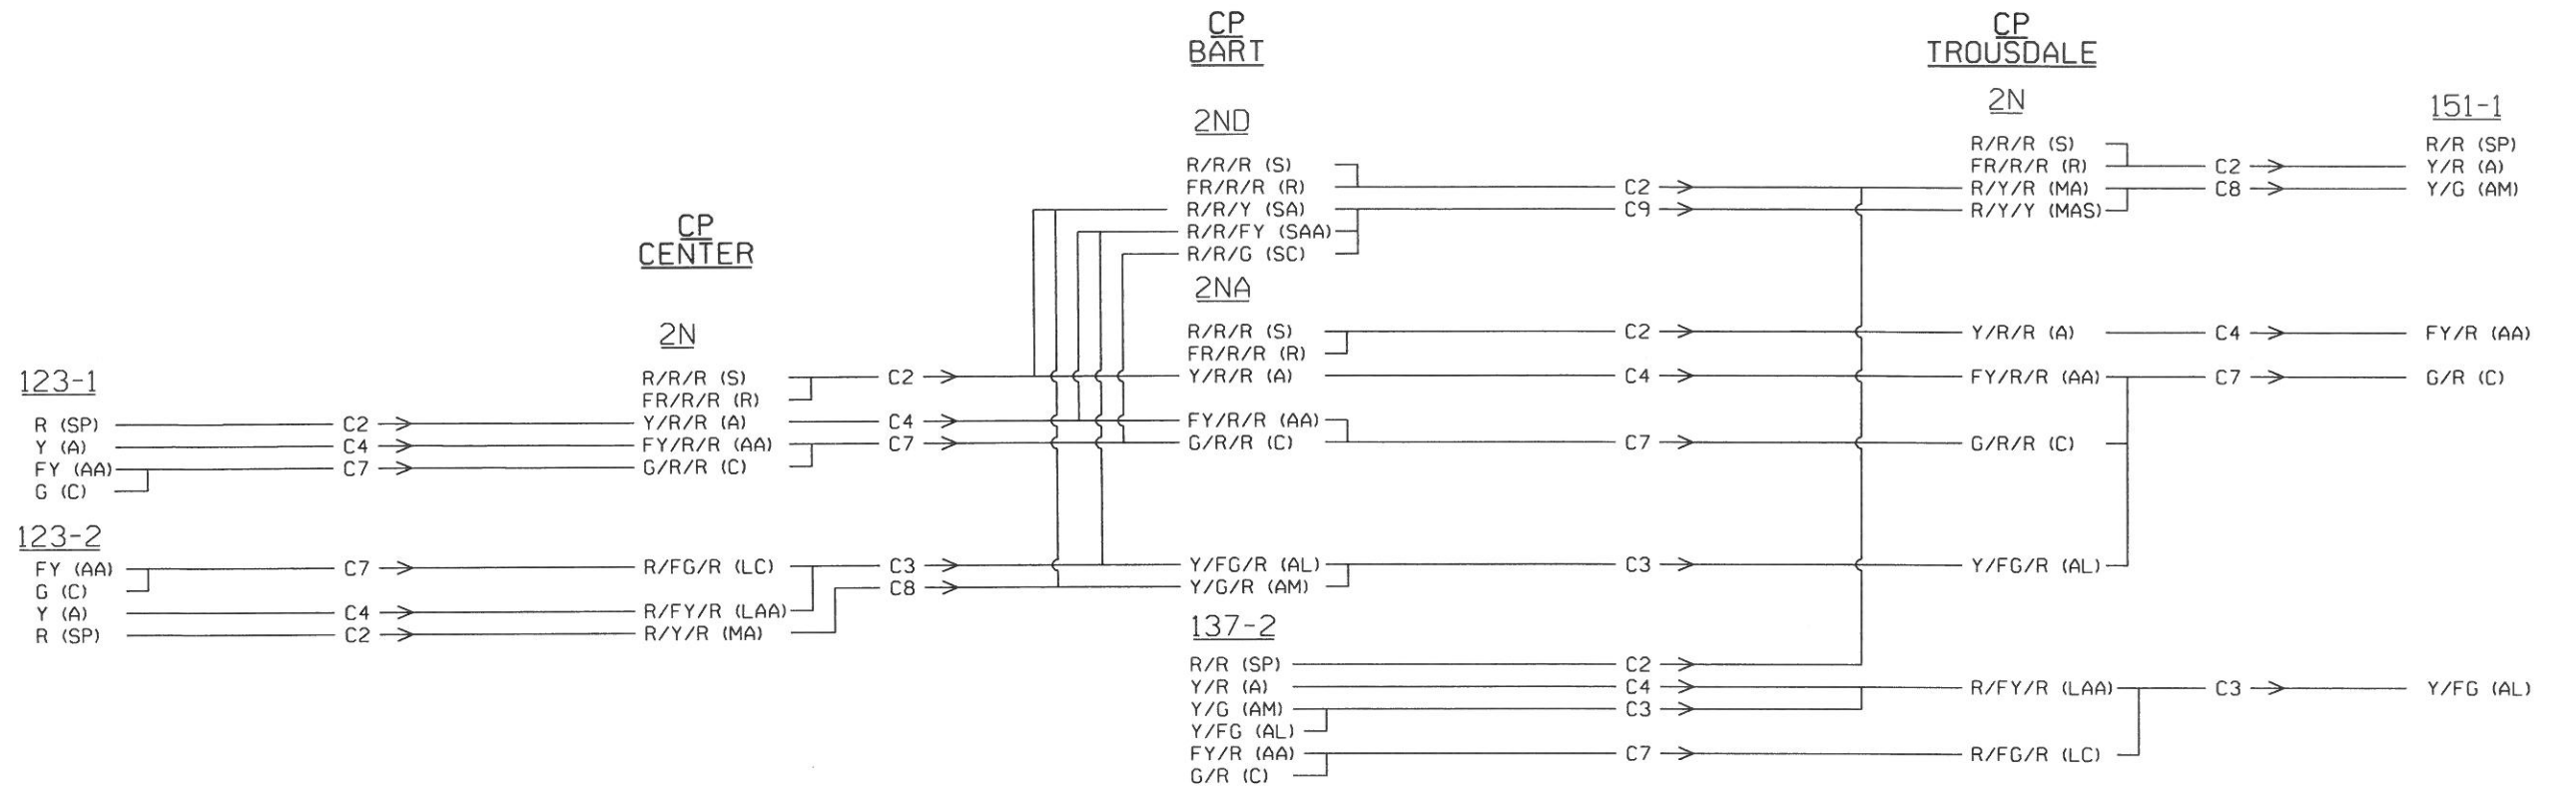 CP
BART
CP
TROUSDALE
2ND
2N
151-1
R/R/R (S)
FR/R/R (R)
R/R/Y (SA)
R/R/FY (SAA)
R/R/G (SC)
C2
C9
R/R/R (S)
FR/R/R (R)
R/Y/R (MA)
R/Y/Y (MAS)
C2
C8
R/R (SP)
Y/R (A)
Y/G (AM)
CP
CENTER
2N
2NA
R/R/R (S)
FR/R/R (R)
Y/R/R (A)
FY/R/R (AA)
G/R/R (C)
C2
C4
C7
Y/R/R (A)
FY/R/R (AA)
G/R/R (C)
C4
C7
FY/R (AA)
G/R (C)
123-1
R (SP)
Y (A)
FY (AA)
G (C)
C2
C4
C7
R/R/R (S)
FR/R/R (R)
Y/R/R (A)
FY/R/R (AA)
G/R/R (C)
C2
C4
C7
123-2
FY (AA)
G (C)
Y (A)
R (SP)
C7
C4
C2
R/FG/R (LC)
R/FY/R (LAA)
R/Y/R (MA)
C3
C8
Y/FG/R (AL)
Y/G/R (AM)
C3
Y/FG/R (AL)
137-2
R/R (SP)
Y/R (A)
Y/G (AM)
Y/FG (AL)
FY/R (AA)
G/R (C)
C2
C4
C3
C7
R/FY/R (LAA)
R/FG/R (LC)
C3
Y/FG (AL)